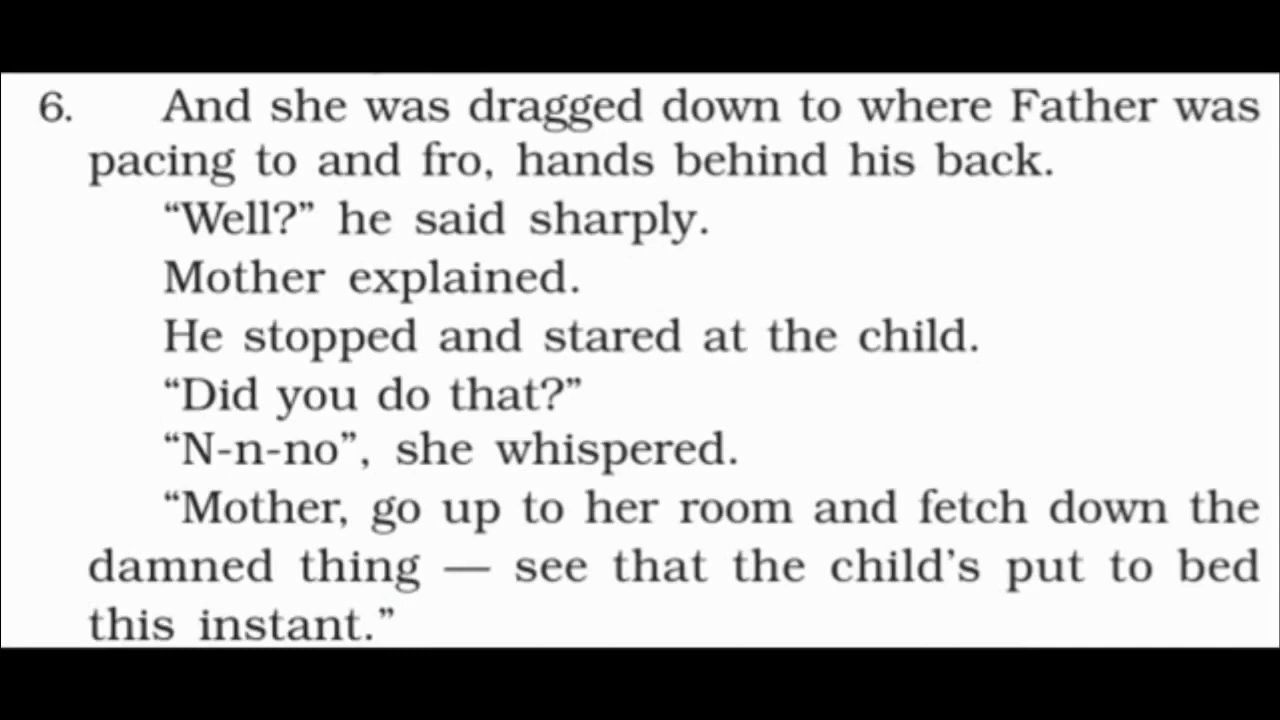 6. And she was dragged down to where Father was
pacing to and fro, hands behind his back.
“Well?” he said sharply.
Mother explained.
He stopped and stared at the child.
“Did you do that?”
“N-n-no”, she whispered.
“Mother, go up to her room and fetch down the
damned thing — see that the child’s put to bed
this instant.”